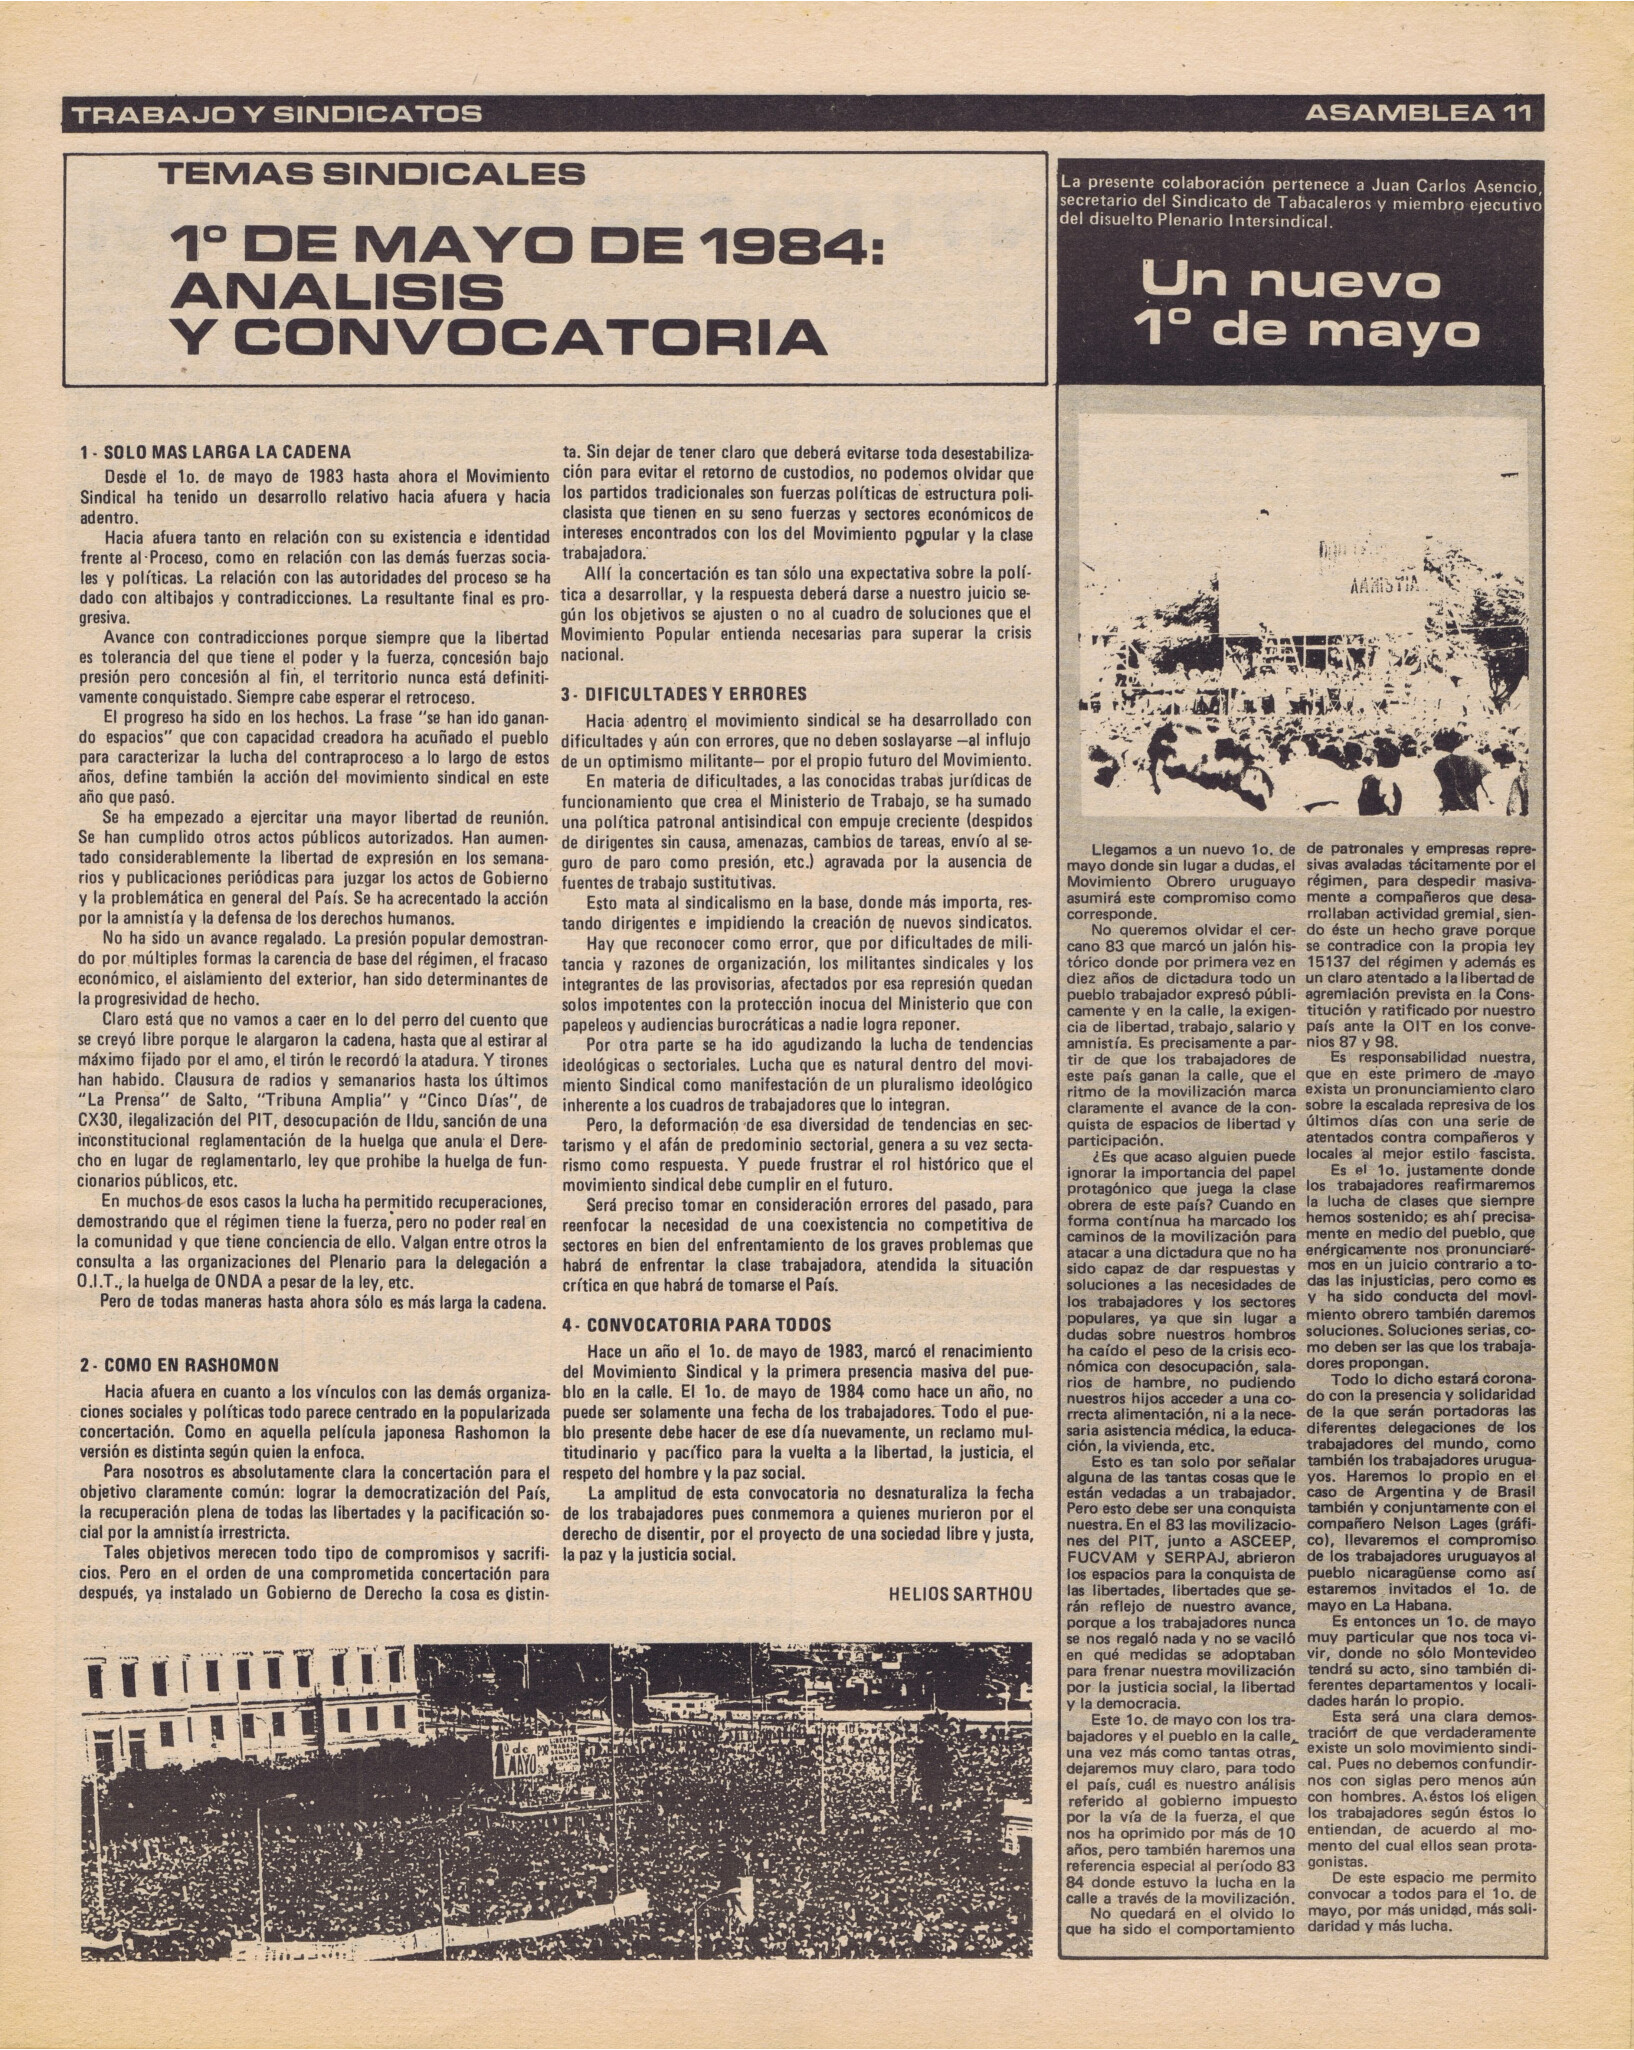 TRABAJO Y SINDICATOS
ASAMBLEA 11
TEMAS SINDICALES
1º DE MAYO DE 1984:
ANALISIS
Y CONVOCATORIA
1 - SOLO MAS LARGA LA CADENA
Desde el 1o. de mayo de 1983 hasta ahora el Movimiento
Sindical ha tenido un desarrollo relativo hacia afuera y hacia
adentro.
Hacia afuera tanto en relación con su existencia e identidad
frente al Proceso, como en relación con las demás fuerzas socia-
les y políticas. La relación con las autoridades del proceso se ha
dado con altibajos y contradicciones. La resultante final es pro-
gresiva.
Avance con contradicciones porque siempre que la libertad
es tolerancia del que tiene el poder y la fuerza, concesión bajo
presión pero concesión al fin, el territorio nunca está definiti-
vamente conquistado. Siempre cabe esperar el retroceso.
El progreso ha sido en los hechos. La frase "se han ido ganan-
do espacios" que con capacidad creadora ha acuñado el pueblo
para caracterizar la lucha del contraproceso a lo largo de estos
años, define también la acción del movimiento sindical en este
año que pasó.
Se ha empezado a ejercitar una mayor libertad de reunión.
Se han cumplido otros actos públicos autorizados. Han aumen-
tado considerablemente la libertad de expresión en los semana-
rios y publicaciones periódicas para juzgar los actos de Gobierno
y la problemática en general del País. Se ha acrecentado la acción
por la amnistía y la defensa de los derechos humanos.
No ha sido un avance regalado. La presión popular demostran-
do por múltiples formas la carencia de base del régimen, el fracaso
económico, el aislamiento del exterior, han sido determinantes de
la progresividad de hecho.
Claro está que no vamos a caer en lo del perro del cuento que
se creyó libre porque le alargaron la cadena, hasta que al estirar al
máximo fijado por el amo, el tirón le recordó la atadura. Y tirones
han habido. Clausura de radios y semanarios hasta los últimos
"La Prensa" de Salto, "Tribuna Amplia" y "Cinco Días", de
CX30, ilegalización del PIT, desocupación de Ildu, sanción de una
inconstitucional reglamentación de la huelga que anula el Dere-
cho en lugar de reglamentarlo, ley que prohibe la huelga de fun-
cionarios públicos, etc.
En muchos de esos casos la lucha ha permitido recuperaciones,
demostrando que el régimen tiene la fuerza, pero no poder real en
la comunidad y que tiene conciencia de ello. Valgan entre otros la
consulta a las organizaciones del Plenario para la delegación a
O.I.T., la huelga de ONDA a pesar de la ley, etc.
Pero de todas maneras hasta ahora sólo es más larga la cadena.
2 - COMO EN RASHOMON
Hacia afuera en cuanto a los vínculos con las demás organiza-
ciones sociales y políticas todo parece centrado en la popularizada
concertación. Como en aquella película japonesa Rashomon la
versión es distinta según quien la enfoca.
Para nosotros es absolutamente clara la concertación para el
objetivo claramente común: lograr la democratización del País,
la recuperación plena de todas las libertades y la pacificación so-
cial por la amnistía irrestricta.
Tales objetivos merecen todo tipo de compromisos y sacrifi-
cios. Pero en el orden de una comprometida concertación para
después, ya instalado un Gobierno de Derecho la cosa es distin-
ta. Sin dejar de tener claro que deberá evitarse toda desestabiliza-
ción para evitar el retorno de custodios, no podemos olvidar que
los partidos tradicionales son fuerzas políticas de estructura poli-
clasista que tienen en su seno fuerzas y sectores económicos de
intereses encontrados con los del Movimiento popular y la clase
trabajadora.
Allí la concertación es tan sólo una expectativa sobre la polí-
tica a desarrollar, y la respuesta deberá darse a nuestro juicio se-
gún los objetivos se ajusten o no al cuadro de soluciones que el
Movimiento Popular entienda necesarias para superar la crisis
nacional.
3 - DIFICULTADES Y ERRORES
Hacia adentro el movimiento sindical se ha desarrollado con
dificultades y aún con errores, que no deben soslayarse —al influjo
de un optimismo militante— por el propio futuro del Movimiento.
En materia de dificultades, a las conocidas trabas jurídicas de
funcionamiento que crea el Ministerio de Trabajo, se ha sumado
una política patronal antisindical con empuje creciente (despidos
de dirigentes sin causa, amenazas, cambios de tareas, envío al se-
guro de paro como presión, etc.) agravada por la ausencia de
fuentes de trabajo sustitutivas.
Esto mata al sindicalismo en la base, donde más importa, res-
tando dirigentes e impidiendo la creación de nuevos sindicatos.
Hay que reconocer como error, que por dificultades de mili-
tancia y razones de organización, los militantes sindicales y los
integrantes de las provisorias, afectados por esa represión quedan
solos impotentes con la protección inocua del Ministerio que con
papeleos y audiencias burocráticas a nadie logra reponer.
Por otra parte se ha ido agudizando la lucha de tendencias
ideológicas o sectoriales. Lucha que es natural dentro del movi-
miento Sindical como manifestación de un pluralismo ideológico
inherente a los cuadros de trabajadores que lo integran.
Pero, la deformación de esa diversidad de tendencias en sec-
tarismo y el afán de predominio sectorial, genera a su vez secta-
rismo como respuesta. Y puede frustrar el rol histórico que el
movimiento sindical debe cumplir en el futuro.
Será preciso tomar en consideración errores del pasado, para
reenfocar la necesidad de una coexistencia no competitiva de
sectores en bien del enfrentamiento de los graves problemas que
habrá de enfrentar la clase trabajadora, atendida la situación
crítica en que habrá de tomarse el País.
4 - CONVOCATORIA PARA TODOS
Hace un año el 1o. de mayo de 1983, marcó el renacimiento
del Movimiento Sindical y la primera presencia masiva del pue-
blo en la calle. El 1o. de mayo de 1984 como hace un año, no
puede ser solamente una fecha de los trabajadores. Todo el pue-
blo presente debe hacer de ese día nuevamente, un reclamo mul-
titudinario y pacífico para la vuelta a la libertad, la justicia, el
respeto del hombre y la paz social.
La amplitud de esta convocatoria no desnaturaliza la fecha
de los trabajadores pues conmemora a quienes murieron por el
derecho de disentir, por el proyecto de una sociedad libre y justa,
la paz y la justicia social.
HELIOS SARTHOU
1º de
MAYO
POR
LIBERTAD
TRABAJO
SALARIO
La presente colaboración pertenece a Juan Carlos Asencio,
secretario del Sindicato de Tabacaleros y miembro ejecutivo
del disuelto Plenario Intersindical.
Un nuevo
1º de mayo
AMNISTIA
Llegamos a un nuevo 1o. de
mayo donde sin lugar a dudas, el
Movimiento Obrero uruguayo
asumirá este compromiso como
corresponde.
No queremos olvidar el cer-
cano 83 que marcó un jalón his-
tórico donde por primera vez en
diez años de dictadura todo un
pueblo trabajador expresó públi-
camente y en la calle, la exigen-
cia de libertad, trabajo, salario y
amnistía. Es precisamente a par-
tir de que los trabajadores de
este país ganan la calle, que el
ritmo de la movilización marca
claramente el avance de la con-
quista de espacios de libertad y
participación.
¿Es que acaso alguien puede
ignorar la importancia del papel
protagónico que juega la clase
obrera de este país? Cuando en
forma contínua ha marcado los
caminos de la movilización para
atacar a una dictadura que no ha
sido capaz de dar respuestas y
soluciones a las necesidades de
los trabajadores y los sectores
populares, ya que sin lugar a
dudas sobre nuestros hombros
ha caído el peso de la crisis eco-
nómica con desocupación, sala-
rios de hambre, no pudiendo
nuestros hijos acceder a una co-
rrecta alimentación, ni a la nece-
saria asistencia médica, la educa-
ción, la vivienda, etc.
Esto es tan solo por señalar
alguna de las tantas cosas que le
están vedadas a un trabajador.
Pero esto debe ser una conquista
nuestra. En el 83 las movilizacio-
nes del PIT, junto a ASCEEP,
FUCVAM y SERPAJ, abrieron
los espacios para la conquista de
las libertades, libertades que se-
rán reflejo de nuestro avance,
porque a los trabajadores nunca
se nos regaló nada y no se vaciló
en qué medidas se adoptaban
para frenar nuestra movilización
por la justicia social, la libertad
y la democracia.
Este 1o. de mayo con los tra-
bajadores y el pueblo en la calle,
una vez más como tantas otras,
dejaremos muy claro, para todo
el país, cuál es nuestro análisis
referido al gobierno impuesto
por la vía de la fuerza, el que
nos ha oprimido por más de 10
años, pero también haremos una
referencia especial al período 83
84 donde estuvo la lucha en la
calle a través de la movilización.
No quedará en el olvido lo
que ha sido el comportamiento
de patronales y empresas repre-
sivas avaladas tácitamente por el
régimen, para despedir masiva-
mente a compañeros que desa-
rrollaban actividad gremial, sien-
do éste un hecho grave porque
se contradice con la propia ley
15137 del régimen y además es
un claro atentado a la libertad de
agremiación prevista en la Cons-
titución y ratificado por nuestro
país ante la OIT en los conve-
nios 87 y 98.
Es responsabilidad nuestra,
que en este primero de mayo
exista un pronunciamiento claro
sobre la escalada represiva de los
últimos días con una serie de
atentados contra compañeros y
locales al mejor estilo fascista.
Es el 1o. justamente donde
los trabajadores reafirmaremos
la lucha de clases que siempre
hemos sostenido; es ahí precisa-
mente en medio del pueblo, que
enérgicamente nos pronunciaré-
mos en un juicio contrario a to-
das las injusticias, pero como es
y ha sido conducta del movi-
miento obrero también daremos
soluciones. Soluciones serias, co-
mo deben ser las que los trabaja-
dores propongan.
Todo lo dicho estará corona-
do con la presencia y solidaridad
de la que serán portadoras las
diferentes delegaciones de los
trabajadores del mundo, como
también los trabajadores urugua-
yos. Haremos lo propio en el
caso de Argentina y de Brasil
también y conjuntamente con el
compañero Nelson Lages (gráfi-
co), llevaremos el compromiso
de los trabajadores uruguayos al
pueblo nicaragüense como así
estaremos invitados el 1o. de
mayo en La Habana.
Es entonces un 1o. de mayo
muy particular que nos toca vi-
vir, donde no sólo Montevideo
tendrá su acto, sino también di-
ferentes departamentos y locali-
dades harán lo propio.
Esta será una clara demos-
tración de que verdaderamente
existe un solo movimiento sindi-
cal. Pues no debemos confundir-
nos con siglas pero menos aún
con hombres. A éstos los eligen
los trabajadores según éstos lo
entiendan, de acuerdo al mo-
mento del cual ellos sean prota-
gonistas.
De este espacio me permito
convocar a todos para el 1o. de
mayo, por más unidad, más soli-
daridad y más lucha.